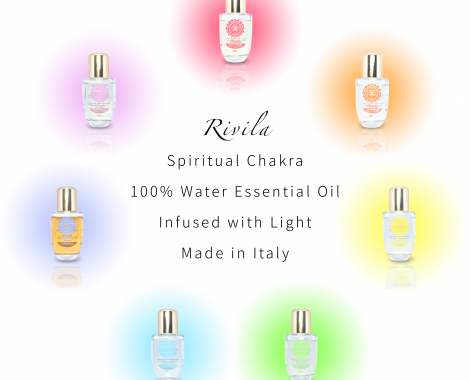 Rivila
Spiritual Chakra
100% Water Essential Oil
Infused with Light
Made in Italy